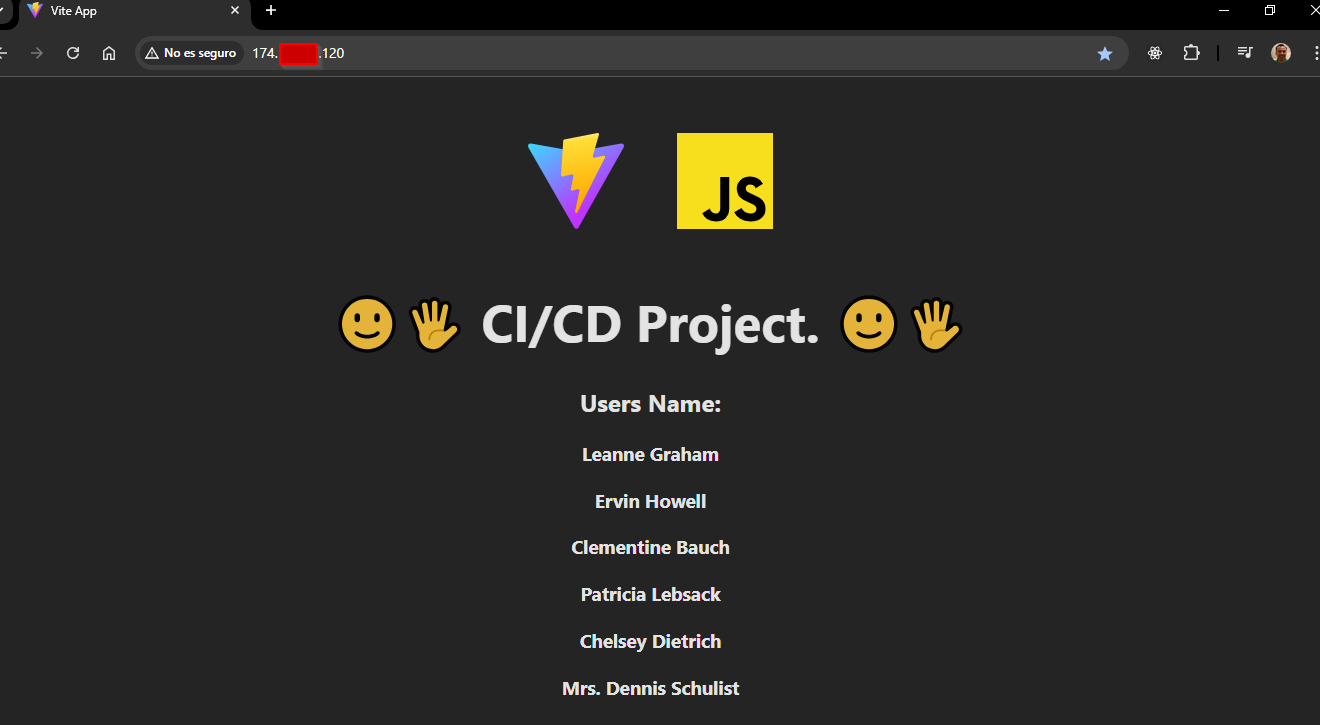 Vite App
No es seguro
174. .120
JS
CI/CD Project.
Users Name:
Leanne Graham
Ervin Howell
Clementine Bauch
Patricia Lebsack
Chelsey Dietrich
Mrs. Dennis Schulist